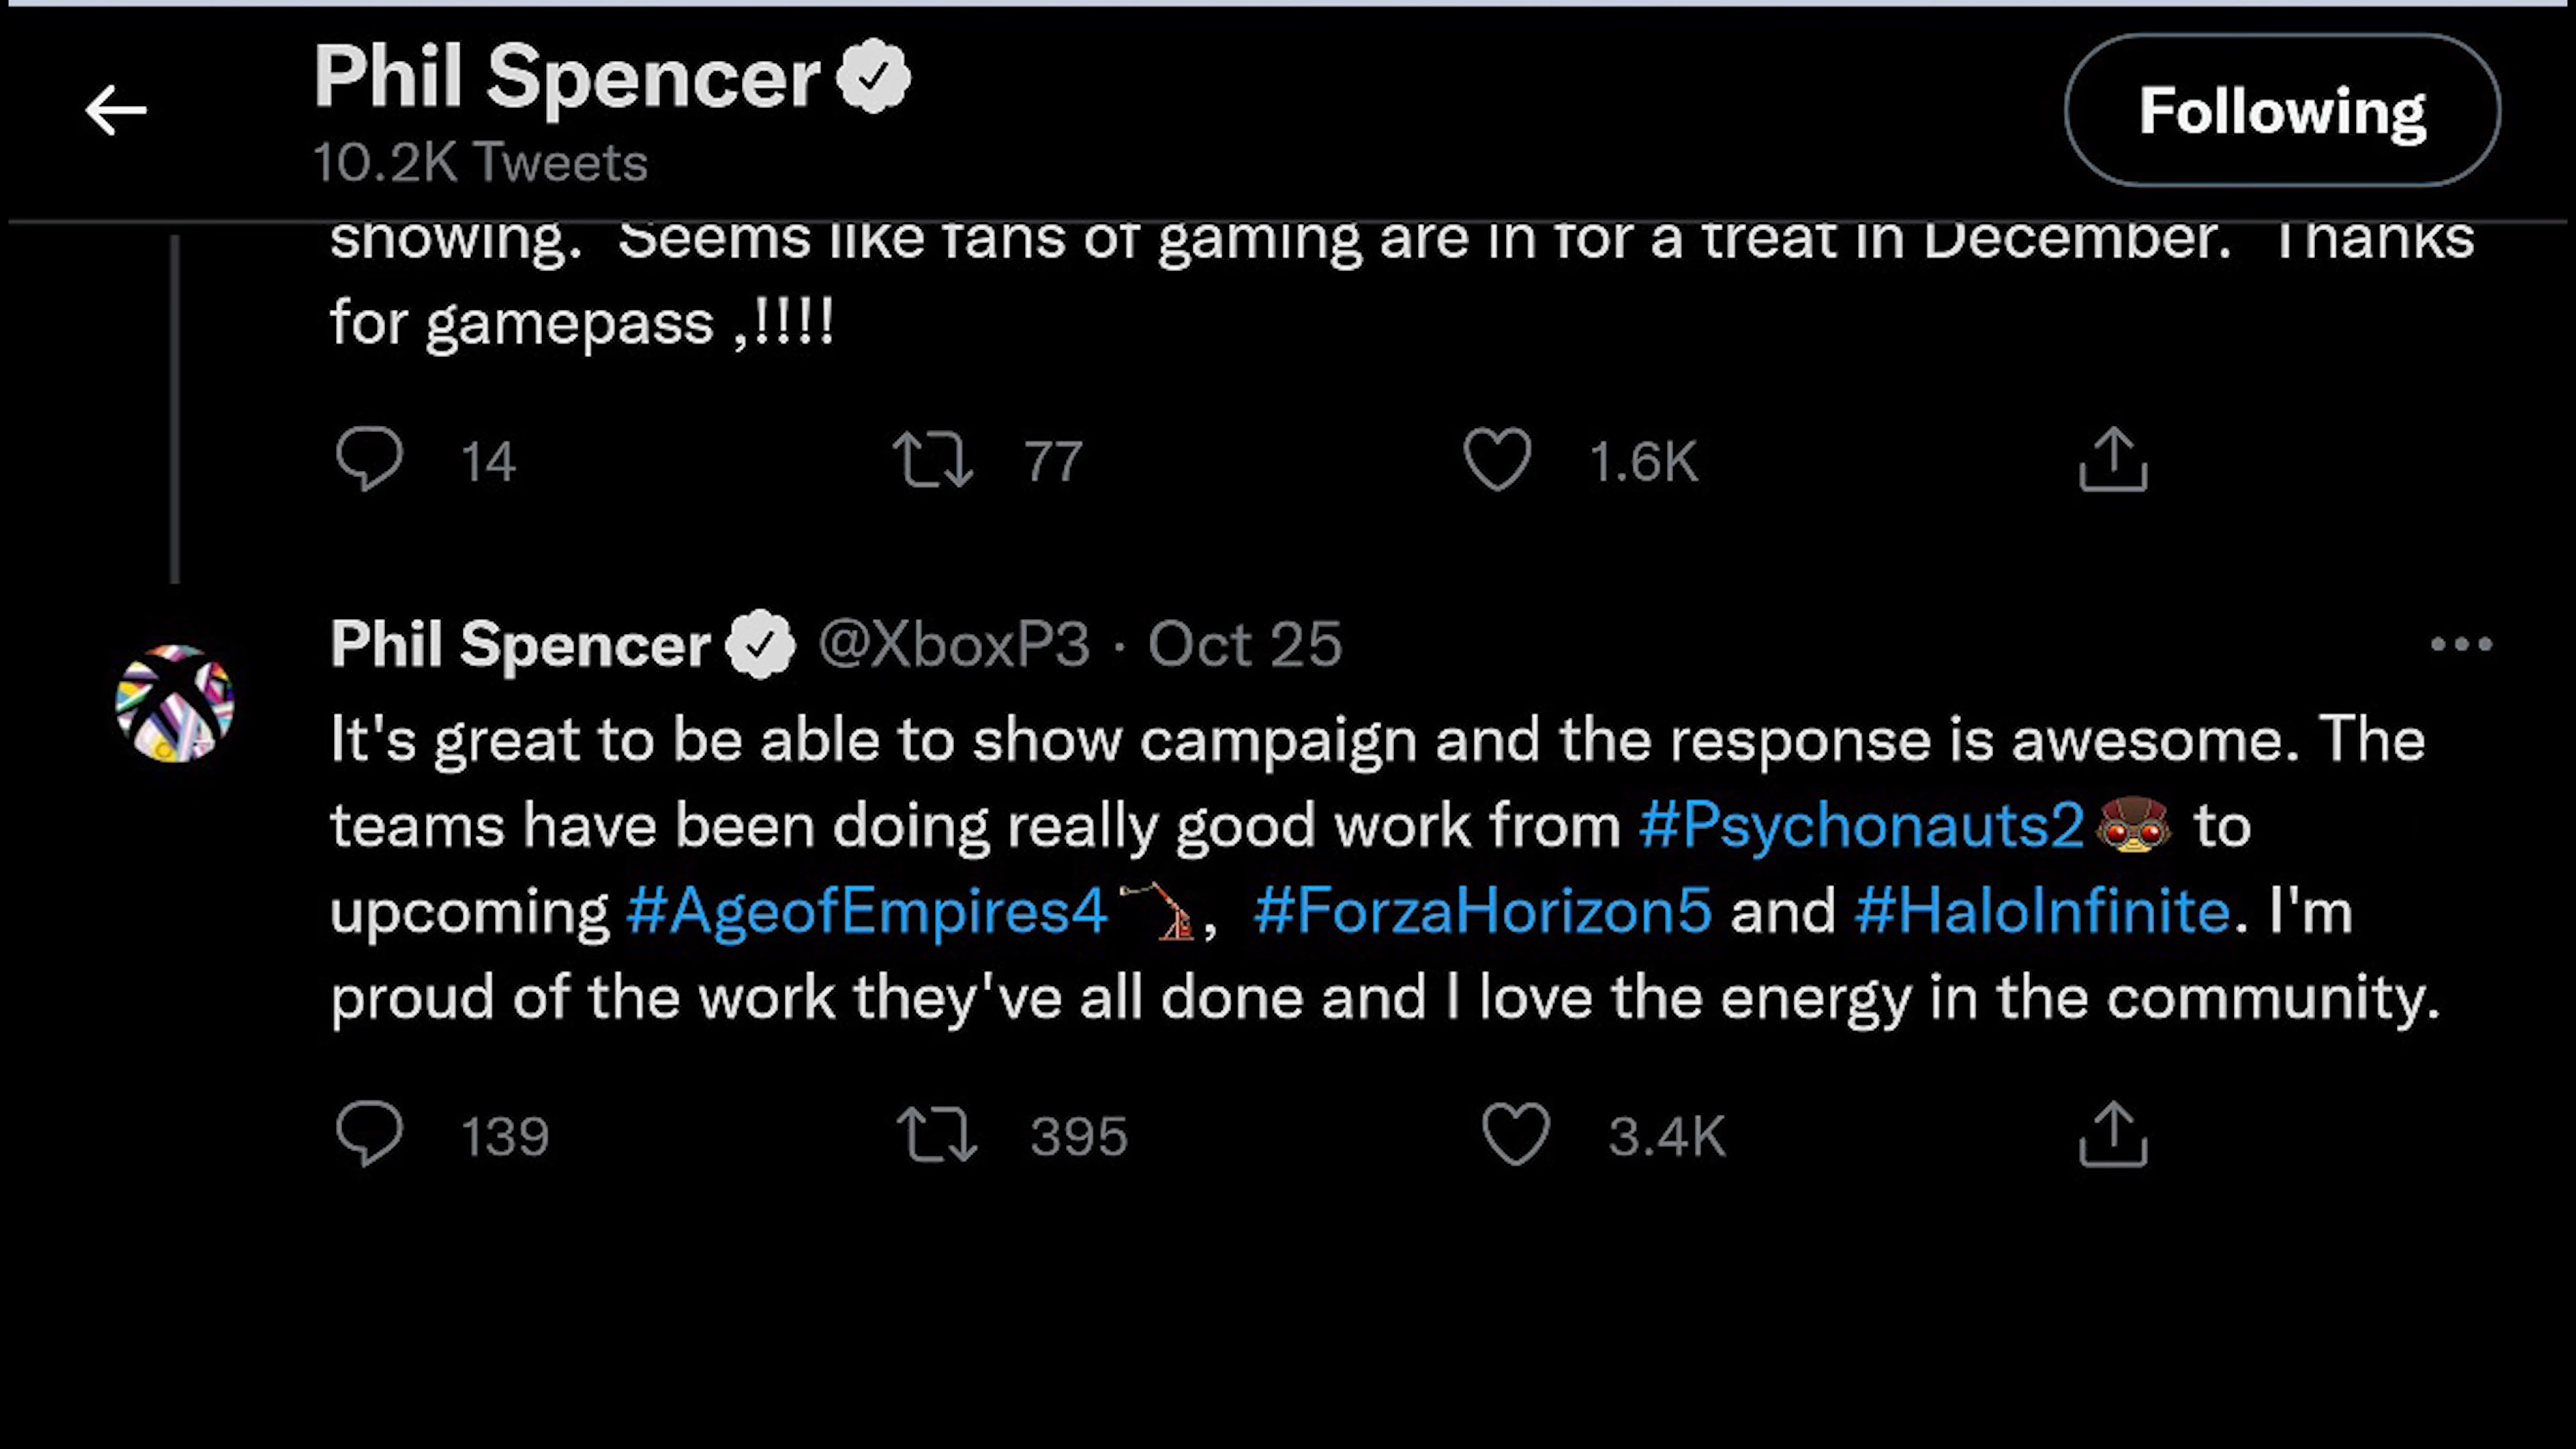 Phil Spencer
10.2K Tweets
Following
showing. Seems like fans of gaming are in for a treat in December. Thanks
for gamepass ,!!!!
14 77 1.6K
Phil Spencer @XboxP3 · Oct 25
It's great to be able to show campaign and the response is awesome. The
teams have been doing really good work from #Psychonauts2 to
upcoming #AgeofEmpires4 , #ForzaHorizon5 and #HaloInfinite. I'm
proud of the work they've all done and I love the energy in the community.
139 395 3.4K